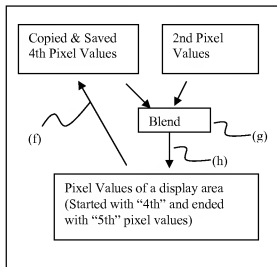 Copied & Saved
4th Pixel Values
2nd Pixel
Values
Blend
(f)
(g)
(h)
Pixel Values of a display area
(Started with “4th” and ended
with “5th” pixel values)